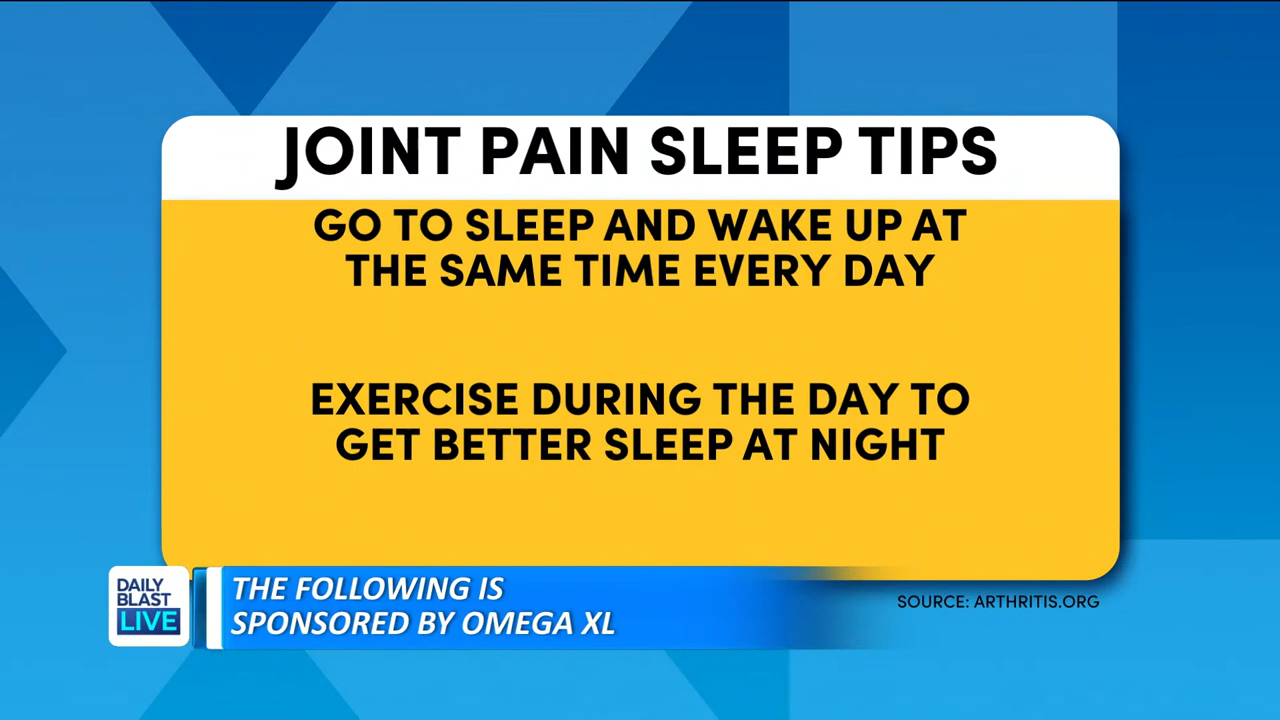 JOINT PAIN SLEEP TIPS
GO TO SLEEP AND WAKE UP AT
THE SAME TIME EVERY DAY
EXERCISE DURING THE DAY TO
GET BETTER SLEEP AT NIGHT
DAILY
BLAST
LIVE
THE FOLLOWING IS
SPONSORED BY OMEGA XL
SOURCE: ARTHRITIS.ORG